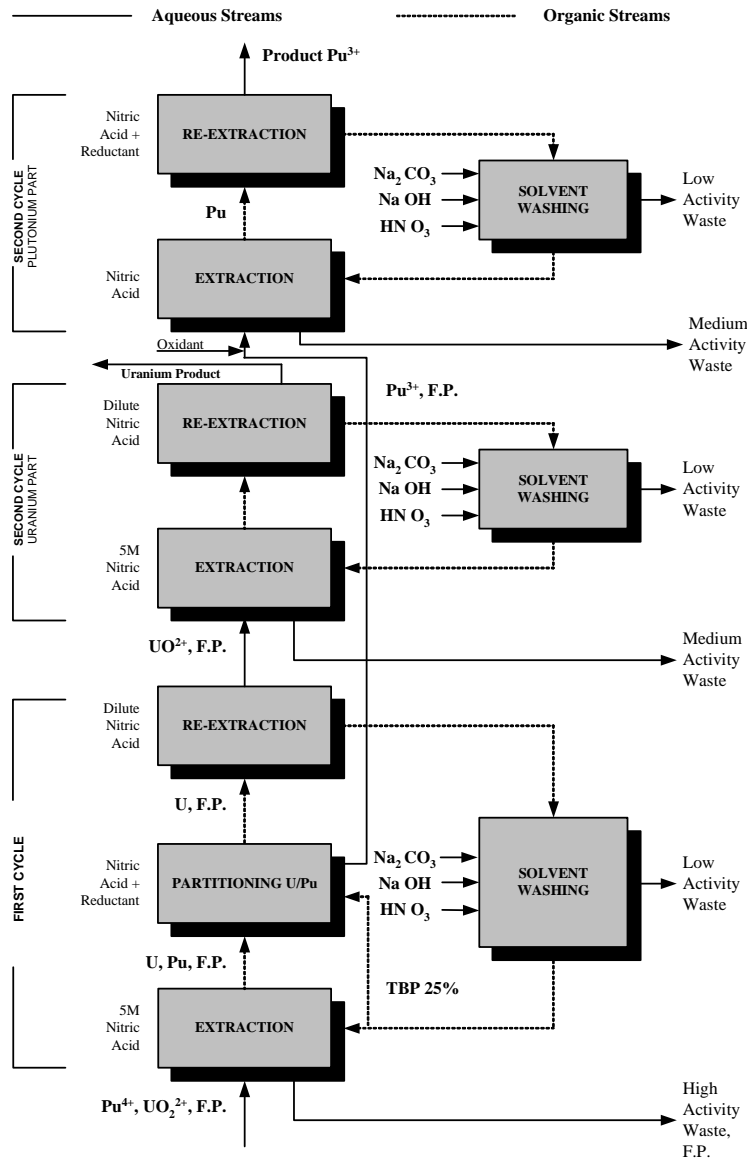 Aqueous Streams
Organic Streams
Product Pu³⁺
SECOND CYCLE
PLUTONIUM PART
Nitric
Acid +
Reductant
RE-EXTRACTION
Na₂ CO₃
Na OH
HN O₃
SOLVENT
WASHING
Low
Activity
Waste
Pu
Nitric
Acid
EXTRACTION
Medium
Activity
Waste
Oxidant
Uranium Product
Pu³⁺, F.P.
SECOND CYCLE
URANIUM PART
Dilute
Nitric
Acid
RE-EXTRACTION
Na₂ CO₃
Na OH
HN O₃
SOLVENT
WASHING
Low
Activity
Waste
5M
Nitric
Acid
EXTRACTION
UO²⁺, F.P.
Medium
Activity
Waste
FIRST CYCLE
Dilute
Nitric
Acid
RE-EXTRACTION
U, F.P.
Nitric
Acid +
Reductant
PARTITIONING U/Pu
Na₂ CO₃
Na OH
HN O₃
SOLVENT
WASHING
Low
Activity
Waste
U, Pu, F.P.
TBP 25%
5M
Nitric
Acid
EXTRACTION
Pu⁴⁺, UO₂²⁺, F.P.
High
Activity
Waste,
F.P.